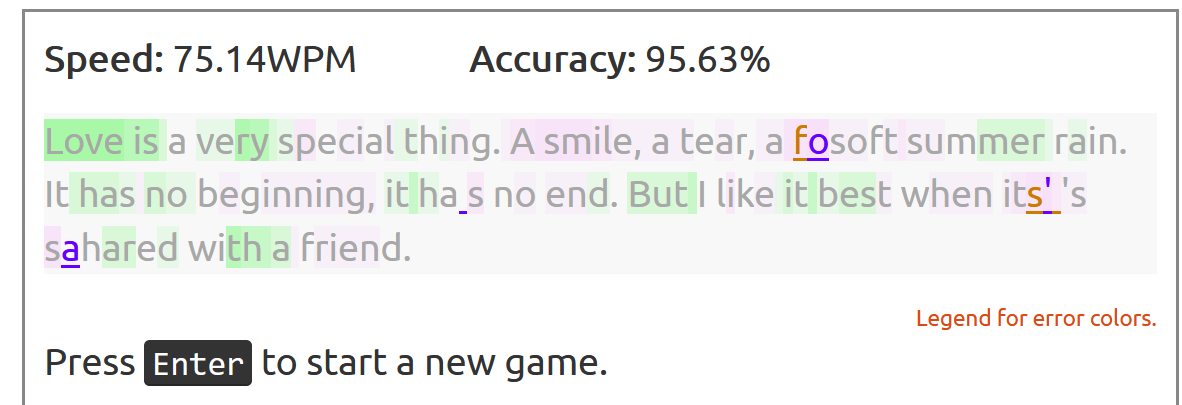 Speed: 75.14WPM Accuracy: 95.63%
Love is a very special thing. A smile, a tear, a fosoft summer rain.
It has no beginning, it ha s no end. But I like it best when its' 's
sahared with a friend.
Legend for error colors.
Press Enter to start a new game.